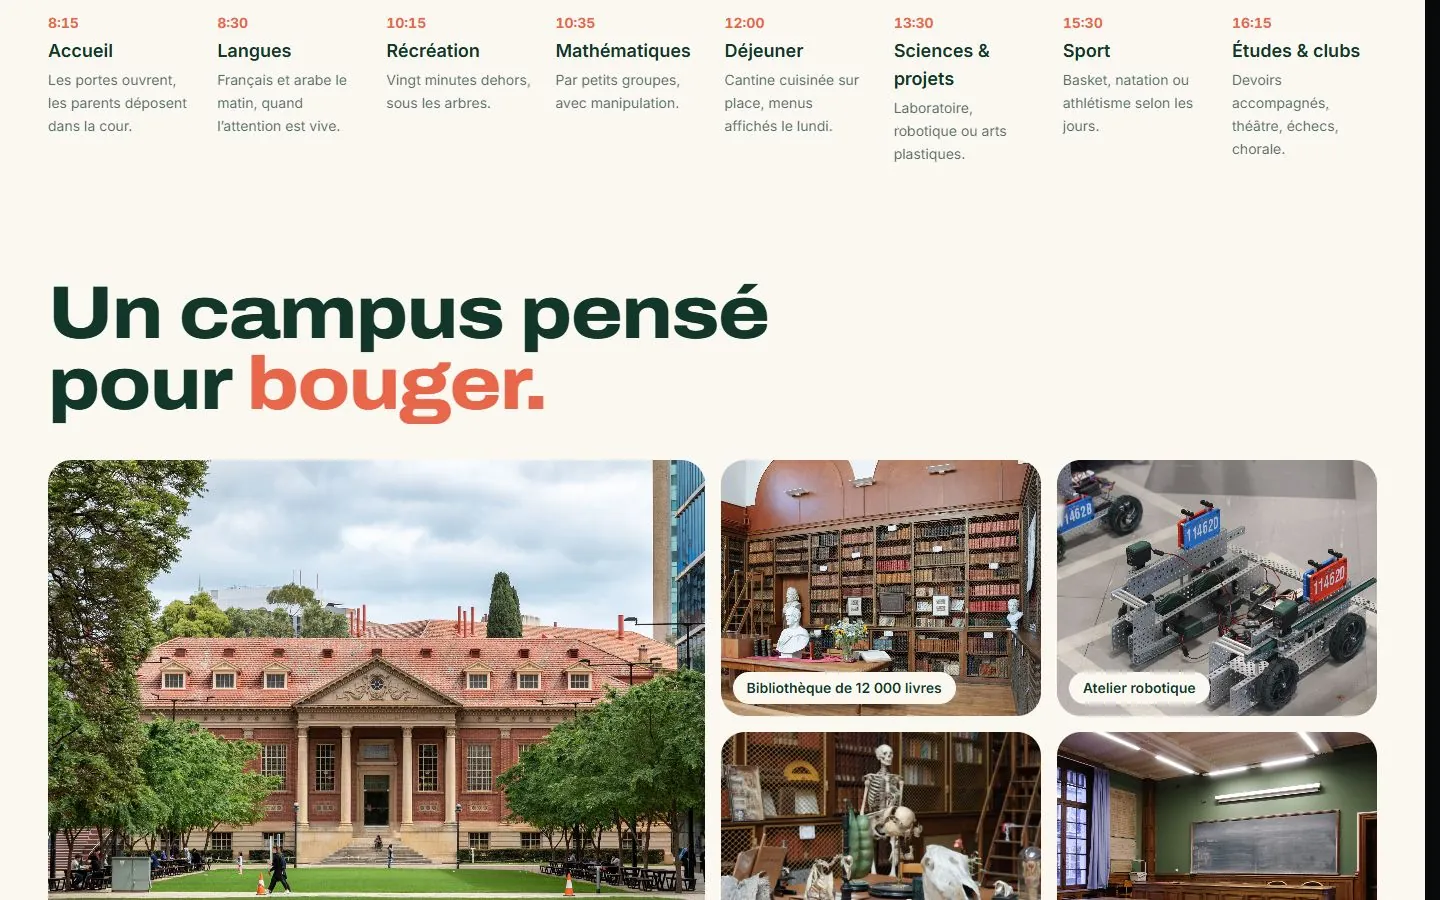 8:15
Accueil
Les portes ouvrent,
les parents déposent
dans la cour.
8:30
Langues
Français et arabe le
matin, quand
l’attention est vive.
10:15
Récréation
Vingt minutes dehors,
sous les arbres.
10:35
Mathématiques
Par petits groupes,
avec manipulation.
12:00
Déjeuner
Cantine cuisinée sur
place, menus
affichés le lundi.
13:30
Sciences &
projets
Laboratoire,
robotique ou arts
plastiques.
15:30
Sport
Basket, natation ou
athlétisme selon les
jours.
16:15
Études & clubs
Devoirs
accompagnés,
théâtre, échecs,
chorale.
Un campus pensé
pour bouger.
Bibliothèque de 12 000 livres
11462B
11462D
11462D
Atelier robotique